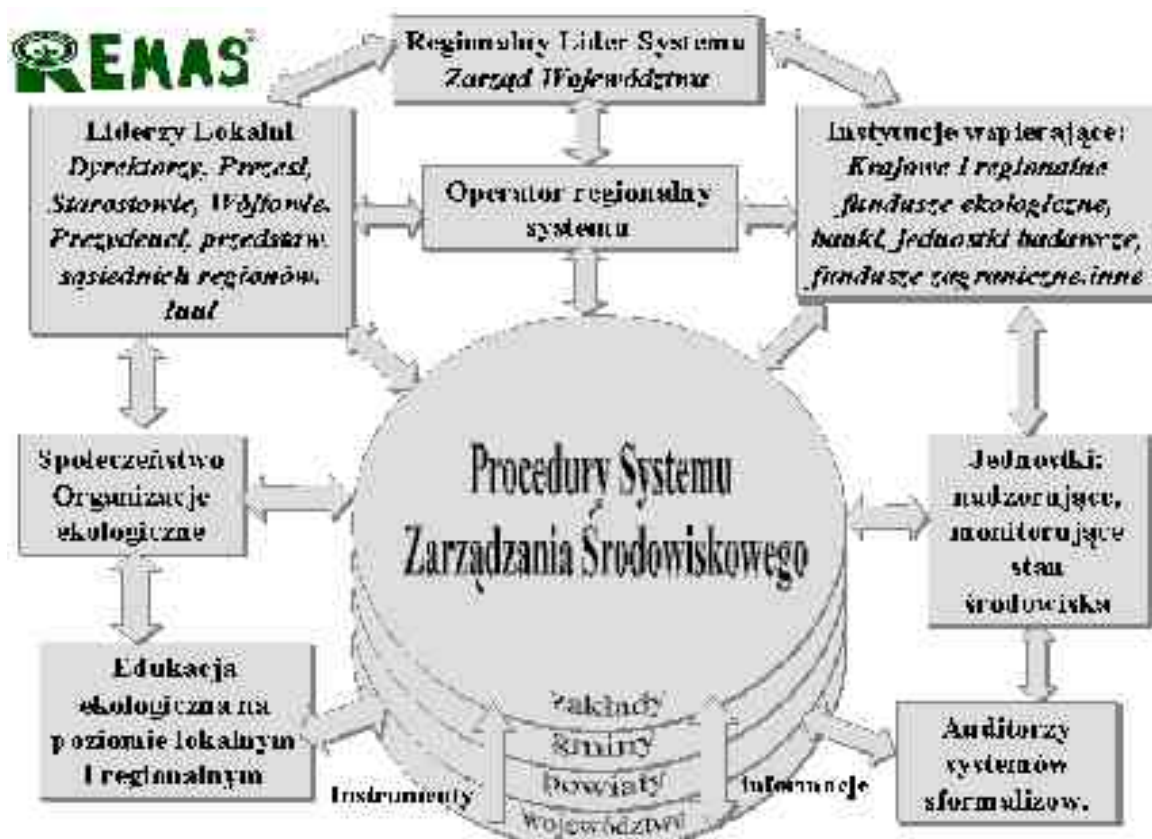 REMAS
Regionalny Lider Systemu
Zarząd Województwa
Liderzy Lokalni
Dyrektorzy, Prezesi,
Starostowie, Wójtowie,
Prezydenci, przedstaw.
sąsiednich regionów,
inni
Operator regionalny
systemu
Instytucje wspierające:
Krajowe i regionalne
fundusze ekologiczne,
banki, jednostki badawcze,
fundusze zagraniczne,inne
Społeczeństwo
Organizacje
ekologiczne
Procedury Systemu
Zarządzania Środowiskowego
Jednostki:
nadzorujące,
monitorujące
stan
środowiska
Edukacja
ekologiczna na
poziomie lokalnym
i regionalnym
Instrumenty
zakłady
gminy
powiaty
województwo
informacje
Auditorzy
systemów
sformalizow.